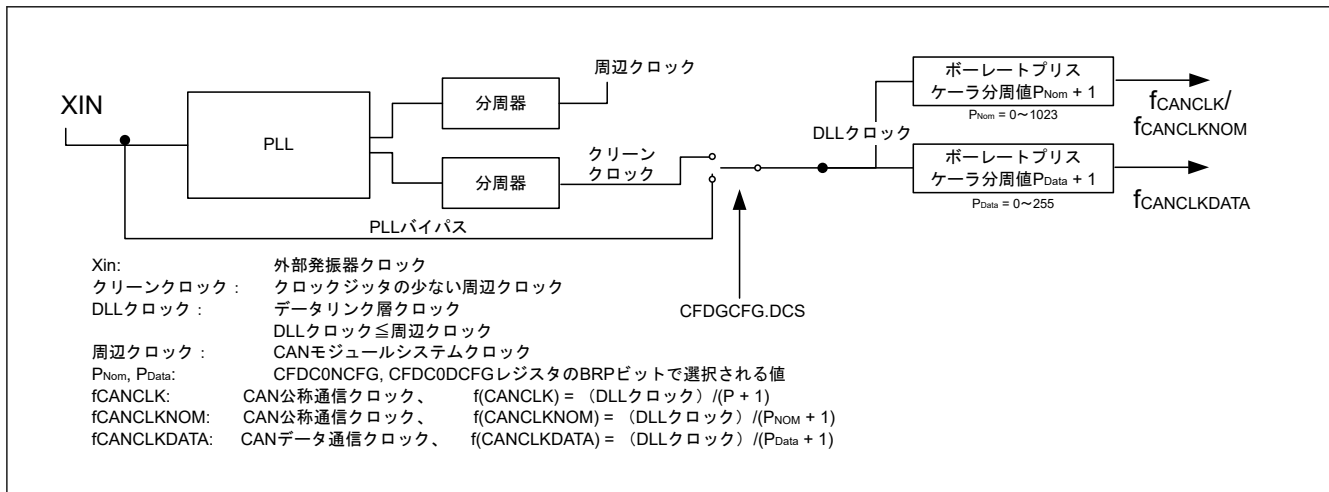 XIN
PLL
分周器
周辺クロック
分周器
クリーン
クロック
PLLバイパス
DLLクロック
CFDGCFG.DCS
ボーレートプリス
ケーラ分周値PNom + 1
PNom = 0～1023
fCANCLK/
fCANCLKNOM
ボーレートプリス
ケーラ分周値PData + 1
PData = 0～255
fCANCLKDATA
Xin: 外部発振器クロック
クリーンクロック： クロックジッタの少ない周辺クロック
DLLクロック： データリンク層クロック
DLLクロック≦周辺クロック
周辺クロック： CANモジュールシステムクロック
PNom, PData: CFDC0NCFG, CFDC0DCFGレジスタのBRPビットで選択される値
fCANCLK: CAN公称通信クロック、 f(CANCLK) = （DLLクロック）/(P + 1)
fCANCLKNOM: CAN公称通信クロック、 f(CANCLKNOM) = （DLLクロック）/(PNOM + 1)
fCANCLKDATA: CANデータ通信クロック、 f(CANCLKDATA) = （DLLクロック）/(PData + 1)